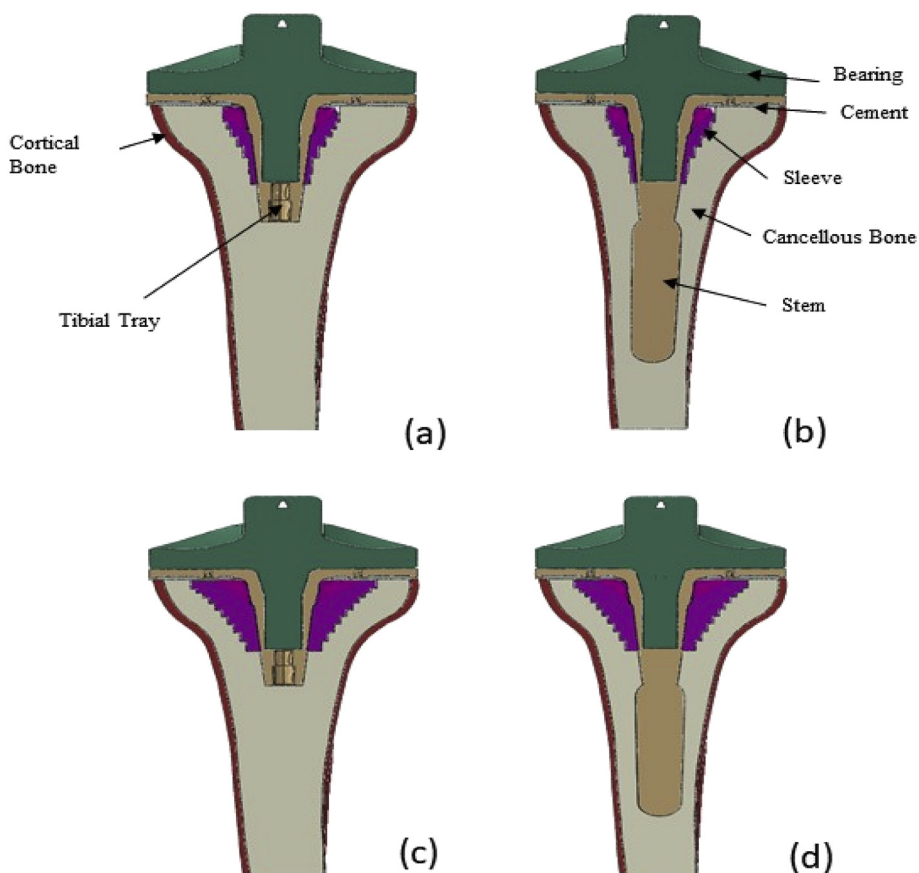 Bearing
Cement
Cortical
Bone
Sleeve
Cancellous Bone
Stem
Tibial Tray
(a)
(b)
(c)
(d)